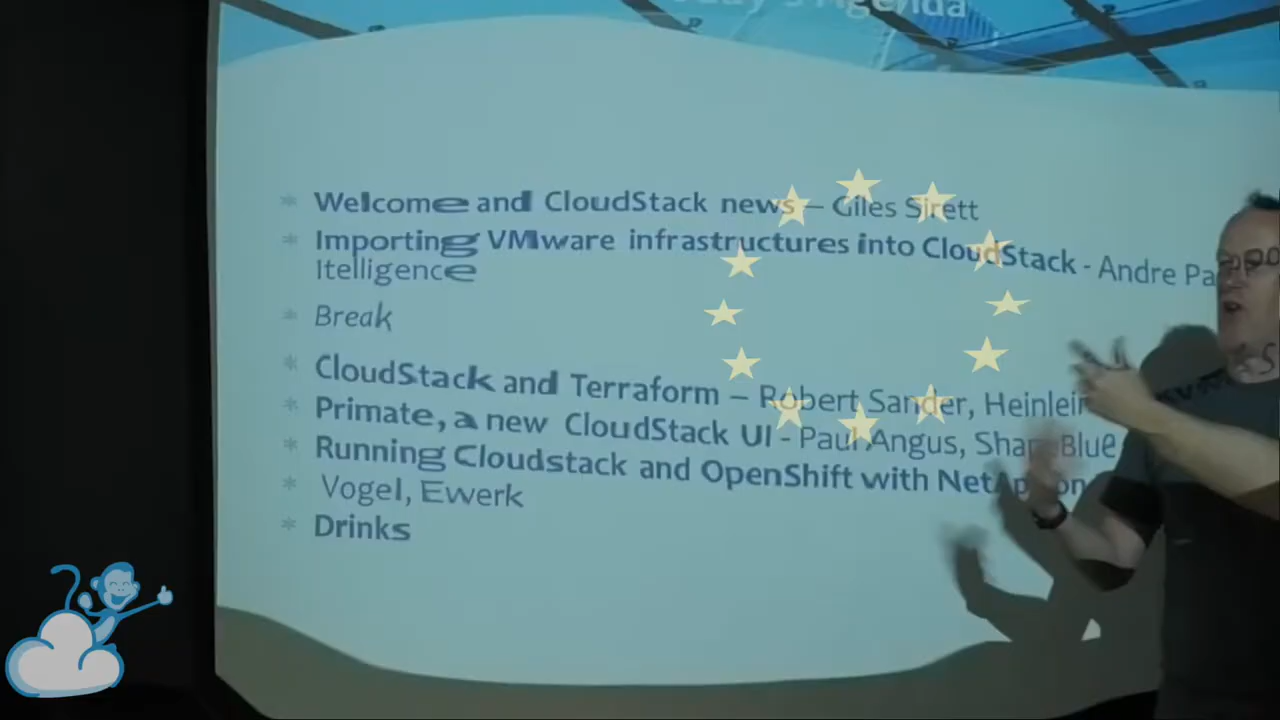 Agenda
* Welcome and CloudStack news – Giles Sirett
* Importing VMware infrastructures into CloudStack - Andre
Itelligence
* Break
* CloudStack and Terraform – Robert Sander, Heinlein
* Primate, a new CloudStack UI - Paul Angus, ShapeBlue
* Running Cloudstack and OpenShift with NetApp on
* Vogel, Ewerk
* Drinks